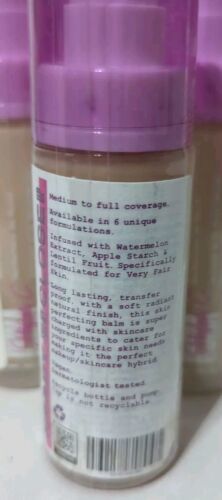 Medium to full coverage.
Available in 6 unique
formulations.
Infused with Watermelon
Extract, Apple Starch &
Lentil Fruit. Specifically
formulated for Very Fair
Skin
Long lasting, transfer
proof, with a soft radiant
natural finish, this skin
perfecting balm is super
charged with skincare
ingredients to cater for
your specific skin needs
making it the perfect
makeup/skincare hybrid
Vegan.
Dermatologist tested
Recycle bottle and pump,
is not recyclable.